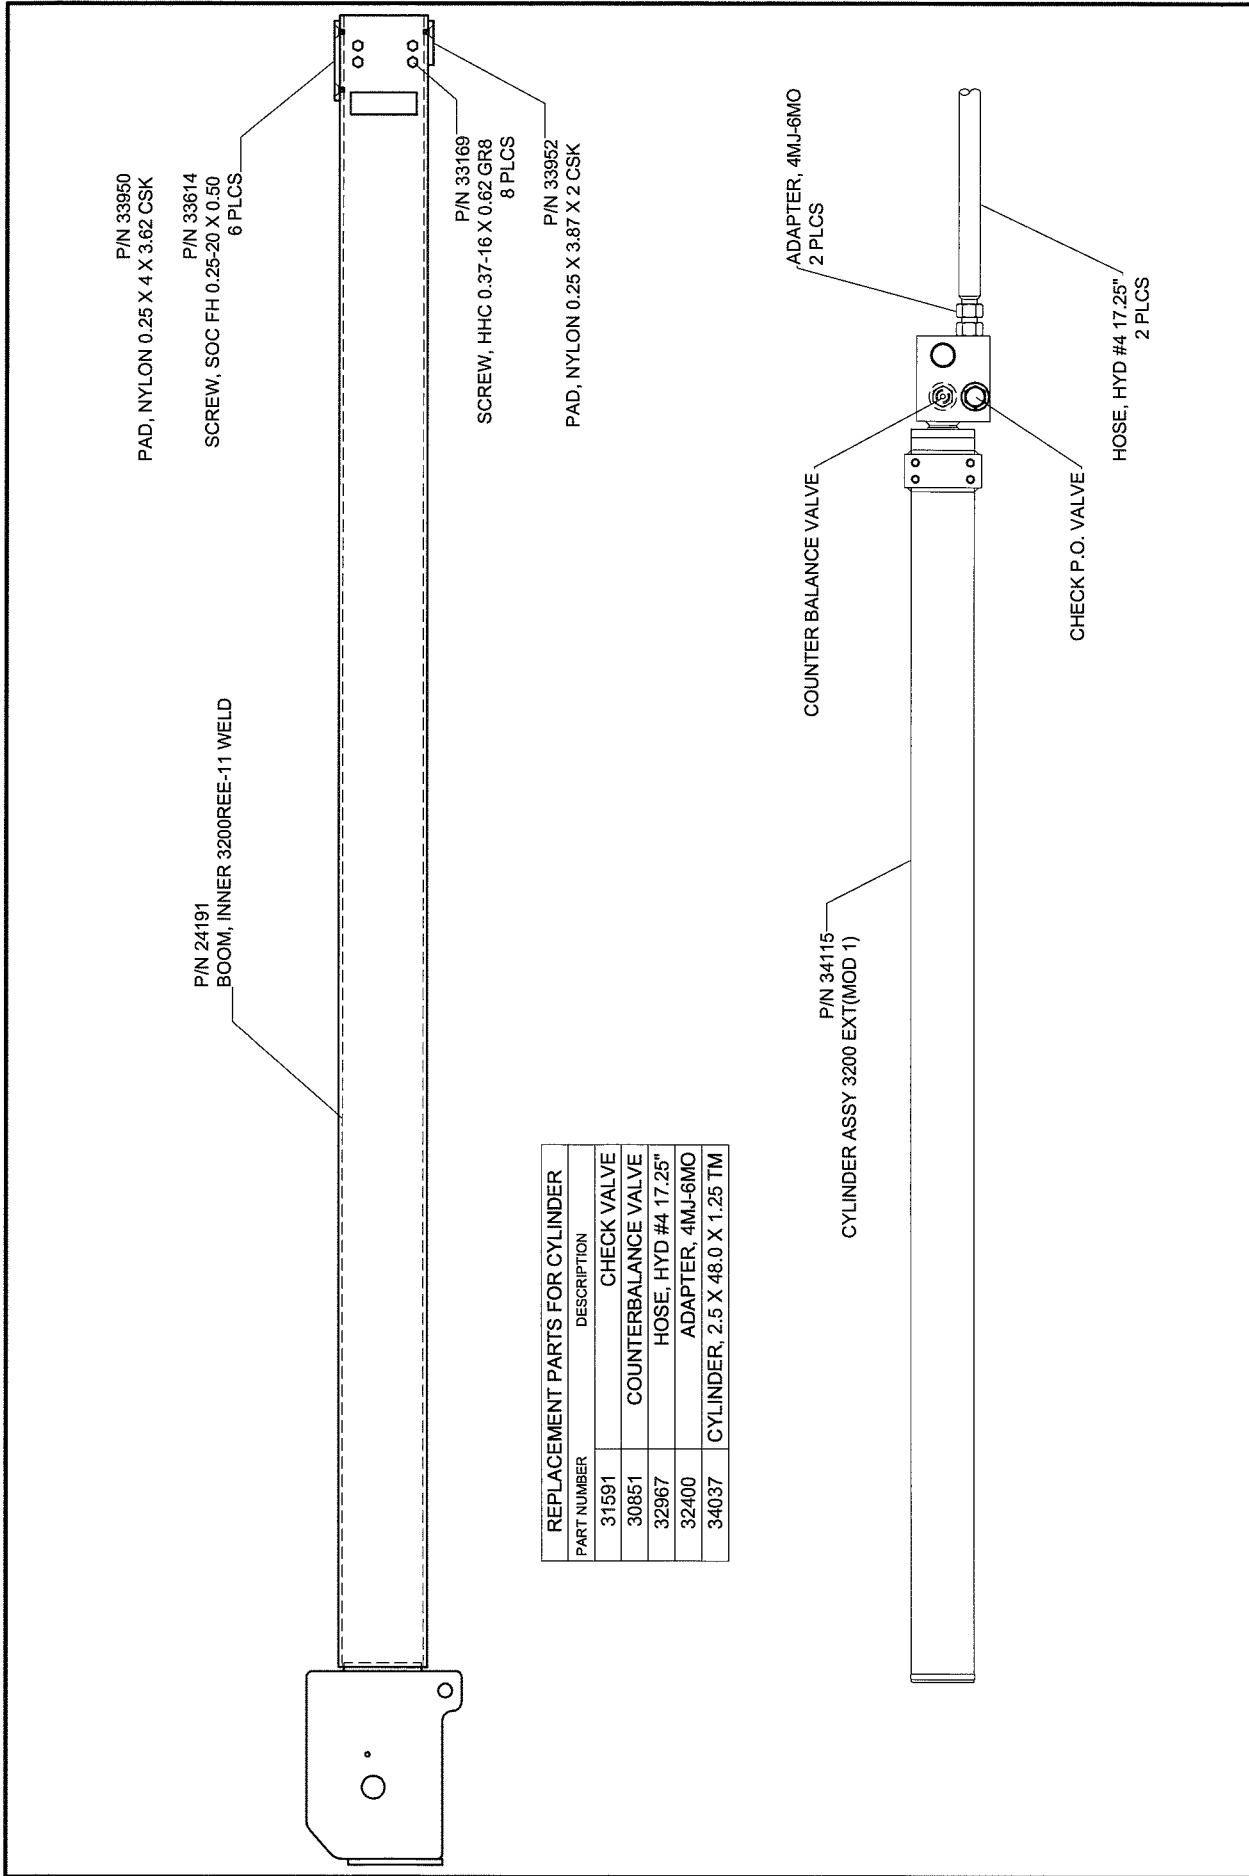 P/N 24191
BOOM, INNER 3200REE-11 WELD
P/N 33950
PAD, NYLON 0.25 X 4 X 3.62 CSK
P/N 33614
SCREW, SOC FH 0.25-20 X 0.50
6 PLCS
P/N 33169
SCREW, HHC 0.37-16 X 0.62 GR8
8 PLCS
P/N 33952
PAD, NYLON 0.25 X 3.87 X 2 CSK
REPLACEMENT PARTS FOR CYLINDER
PART NUMBER DESCRIPTION
31591 CHECK VALVE
30851 COUNTERBALANCE VALVE
32967 HOSE, HYD #4 17.25"
32400 ADAPTER, 4MJ-6MO
34037 CYLINDER, 2.5 X 48.0 X 1.25 TM
P/N 34115
CYLINDER ASSY 3200 EXT(MOD 1)
COUNTER BALANCE VALVE
ADAPTER, 4MJ-6MO
2 PLCS
CHECK P.O. VALVE
HOSE, HYD #4 17.25"
2 PLCS